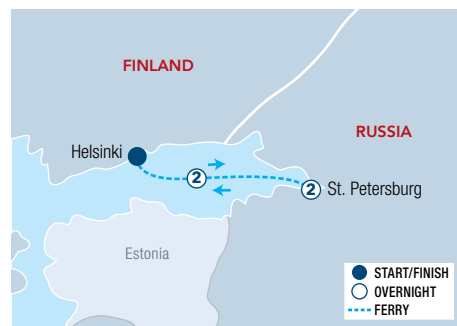 FINLAND
RUSSIA
Helsinki
2
2
St. Petersburg
Estonia
START/FINISH
OVERNIGHT
FERRY